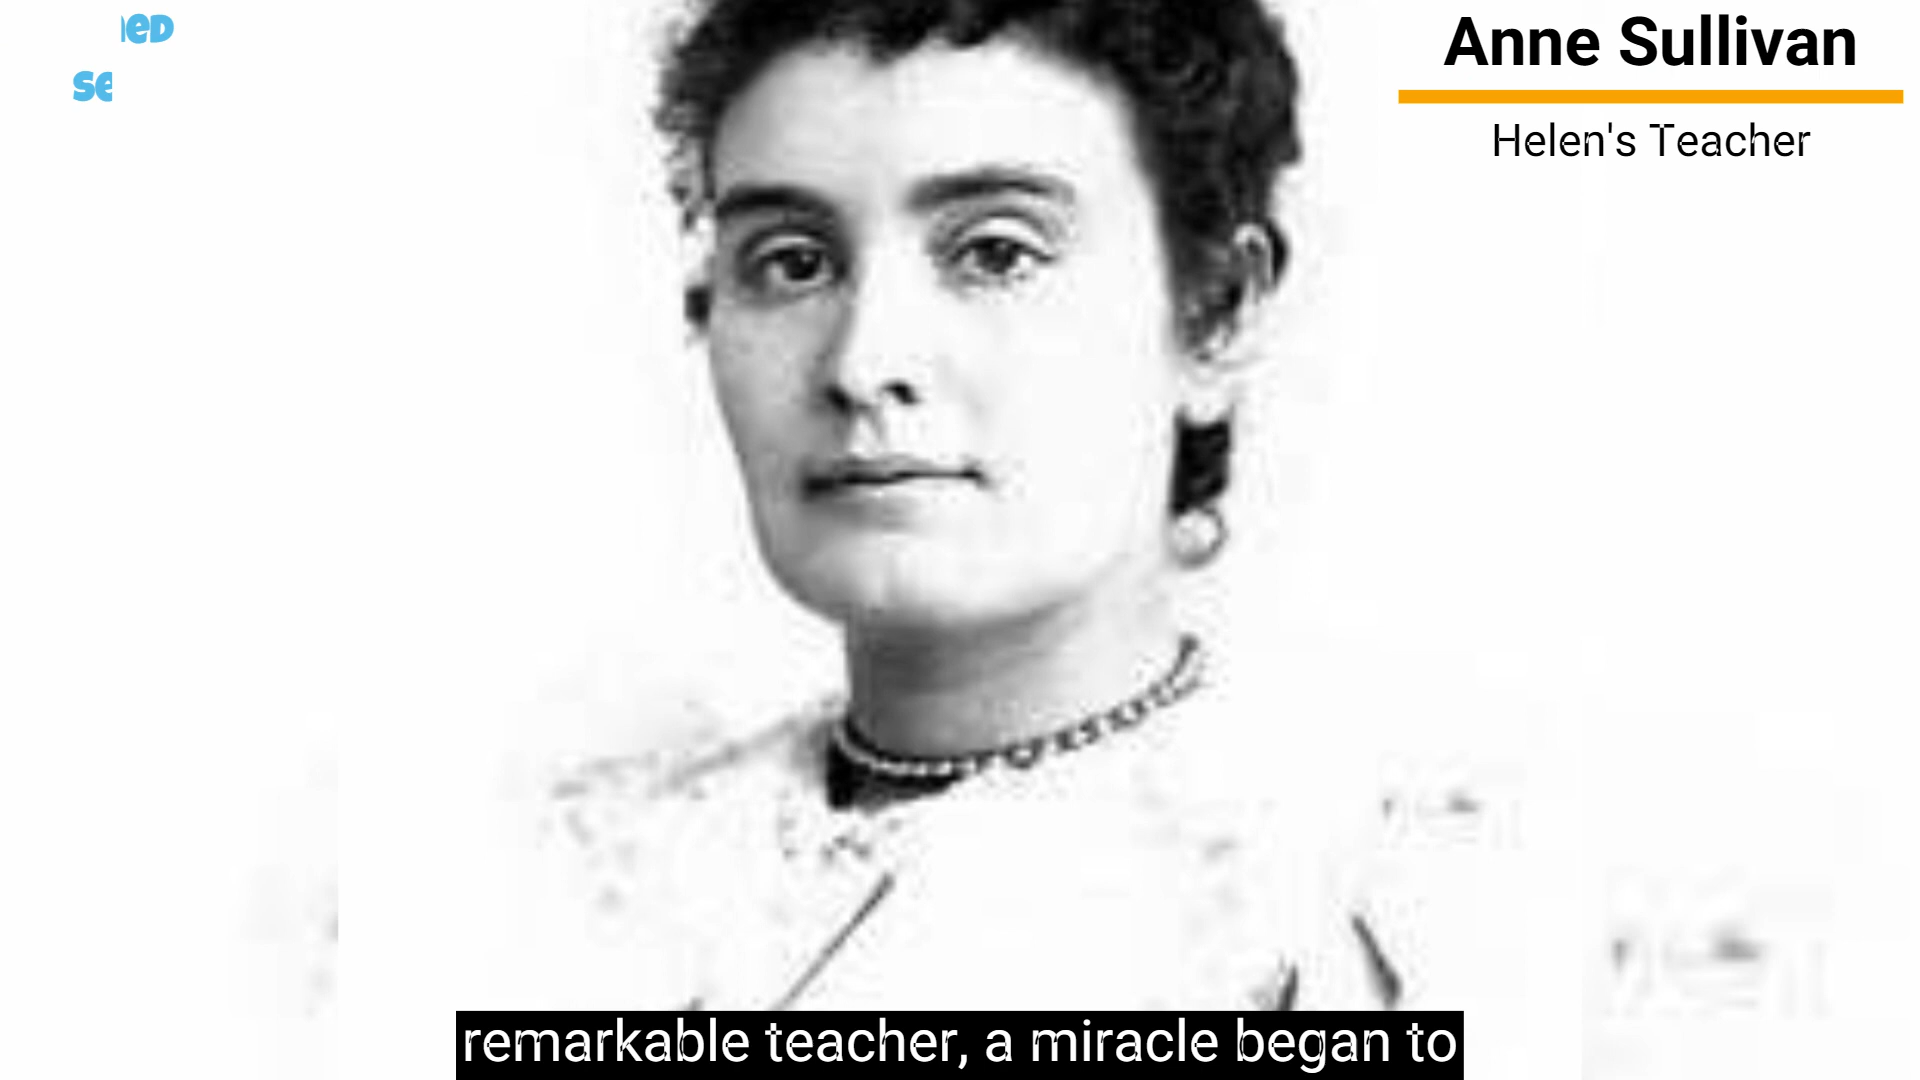 Anne Sullivan
Helen's Teacher
remarkable teacher, a miracle began to